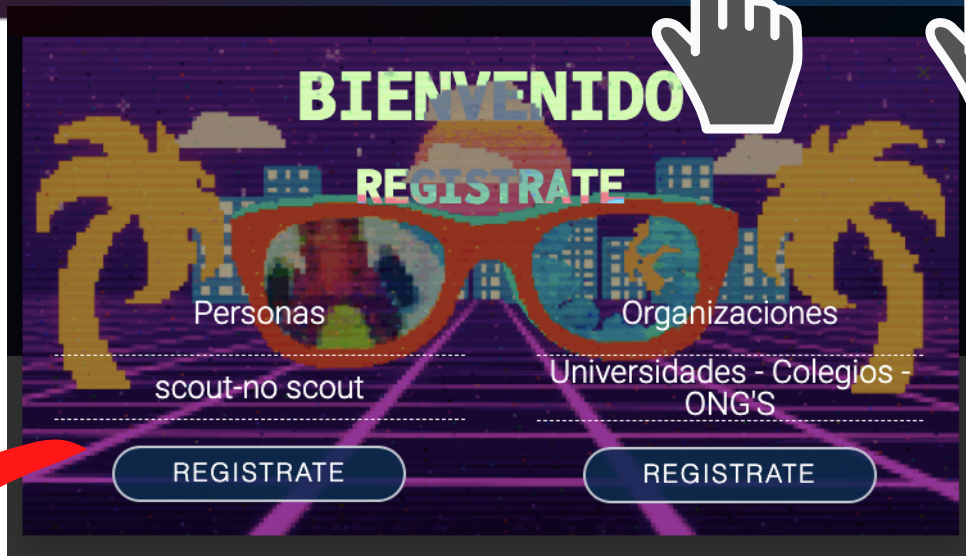 BIENVENIDO
REGISTRATE
Personas
Organizaciones
scout-no scout
Universidades - Colegios -
ONG'S
REGISTRATE
REGISTRATE